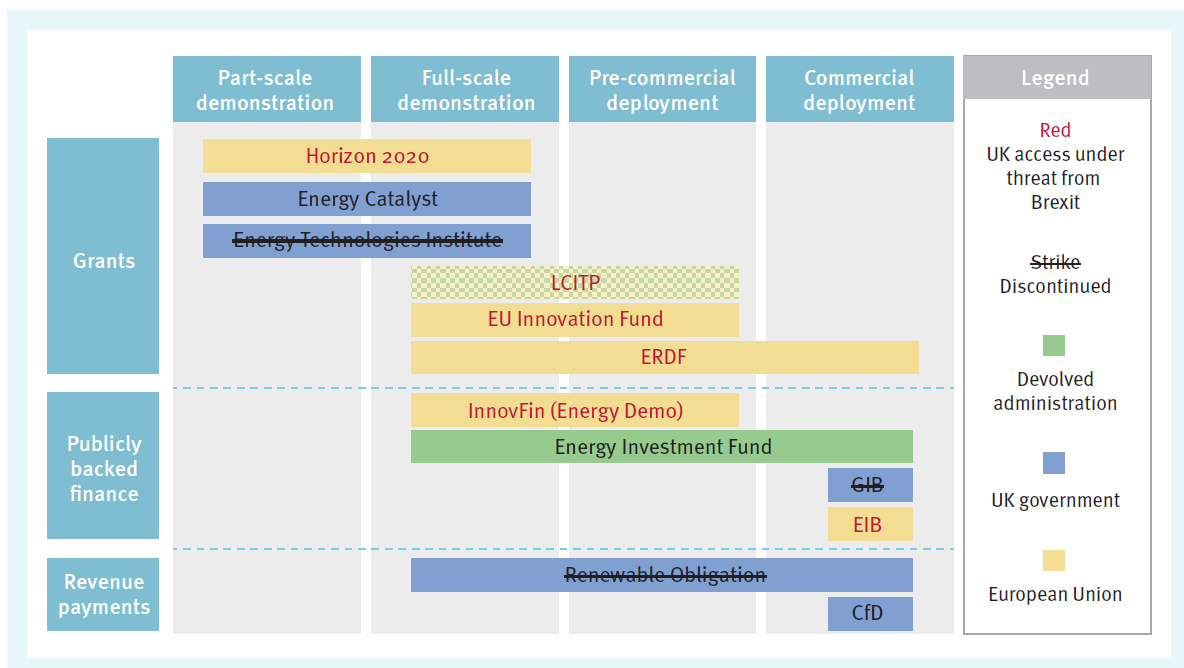 Part-scale
demonstration
Full-scale
demonstration
Pre-commercial
deployment
Commercial
deployment
Legend
Grants
Horizon 2020
Energy Catalyst
Energy Technologies Institute
LCITP
EU Innovation Fund
ERDF
Publicly
backed
finance
InnovFin (Energy Demo)
Energy Investment Fund
GIB
EIB
Revenue
payments
Renewable Obligation
CfD
Red
UK access under
threat from
Brexit
Strike
Discontinued
Devolved
administration
UK government
European Union